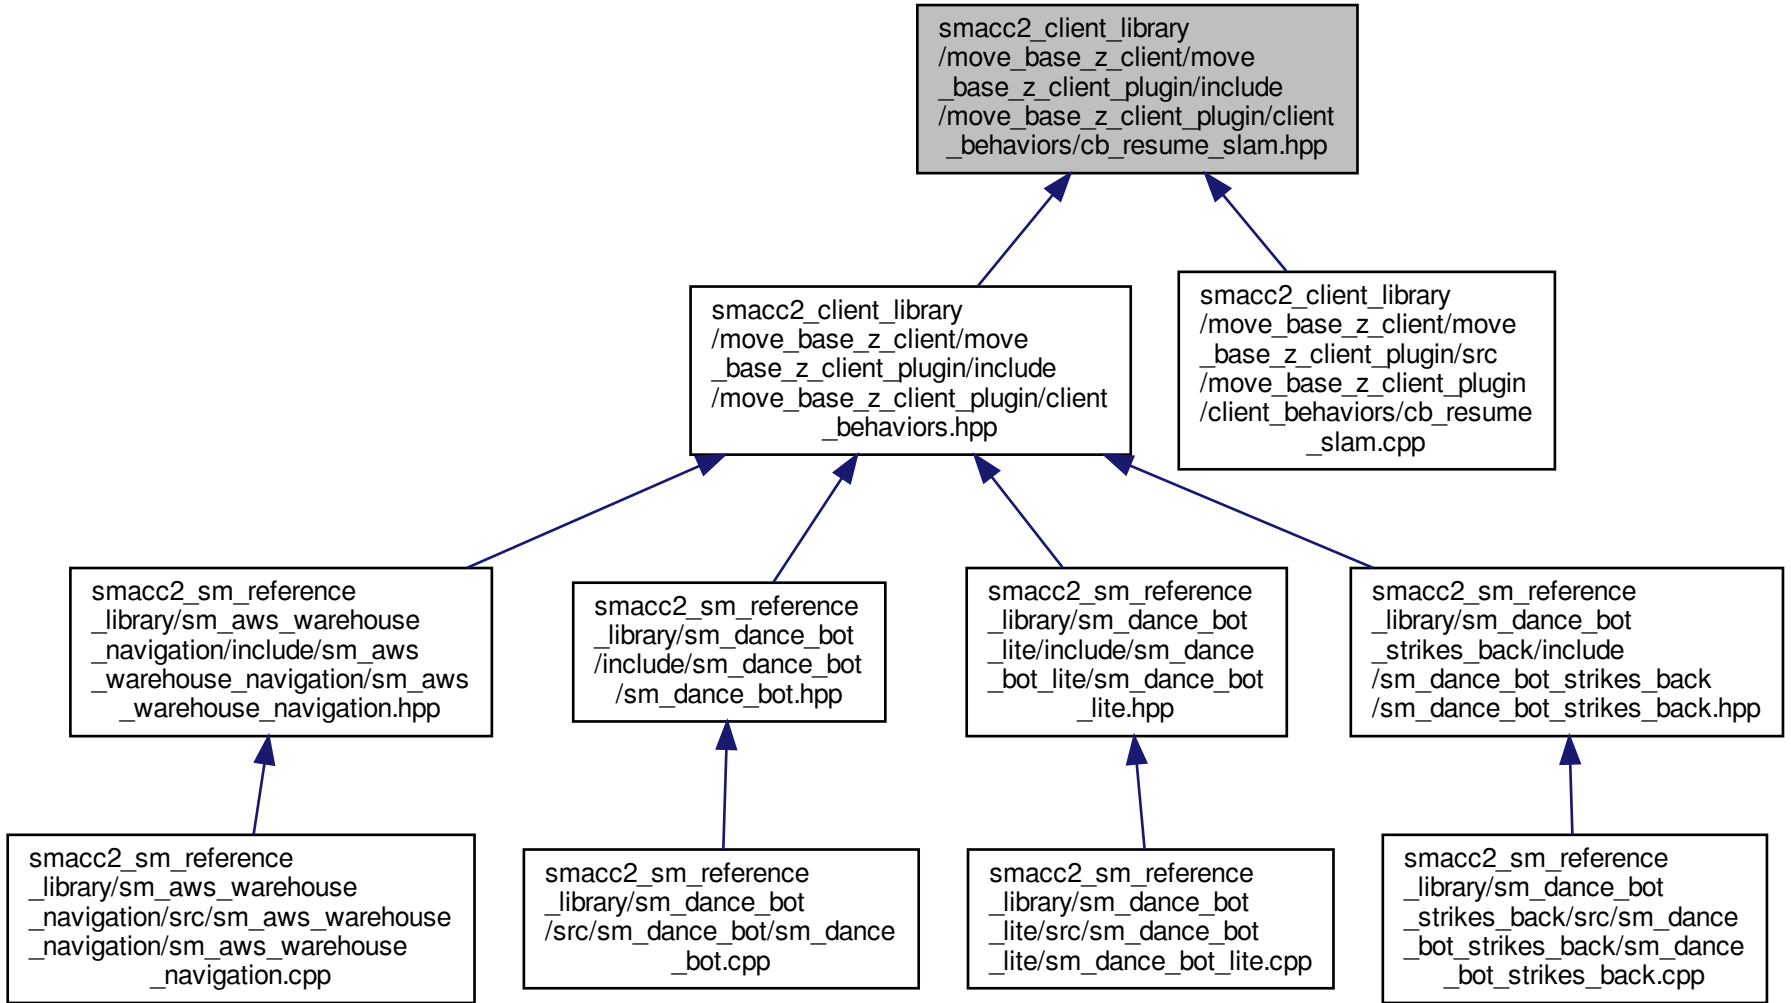 smacc2_client_library
/move_base_z_client/move
_base_z_client_plugin/include
/move_base_z_client_plugin/client
_behaviors/cb_resume_slam.hpp
smacc2_client_library
/move_base_z_client/move
_base_z_client_plugin/include
/move_base_z_client_plugin/client
_behaviors.hpp
smacc2_client_library
/move_base_z_client/move
_base_z_client_plugin/src
/move_base_z_client_plugin
/client_behaviors/cb_resume
_slam.cpp
smacc2_sm_reference
_library/sm_aws_warehouse
_navigation/include/sm_aws
_warehouse_navigation/sm_aws
_warehouse_navigation.hpp
smacc2_sm_reference
_library/sm_dance_bot
/include/sm_dance_bot
/sm_dance_bot.hpp
smacc2_sm_reference
_library/sm_dance_bot
_lite/include/sm_dance
_bot_lite/sm_dance_bot
_lite.hpp
smacc2_sm_reference
_library/sm_dance_bot
_strikes_back/include
/sm_dance_bot_strikes_back
/sm_dance_bot_strikes_back.hpp
smacc2_sm_reference
_library/sm_aws_warehouse
_navigation/src/sm_aws_warehouse
_navigation/sm_aws_warehouse
_navigation.cpp
smacc2_sm_reference
_library/sm_dance_bot
/src/sm_dance_bot/sm_dance
_bot.cpp
smacc2_sm_reference
_library/sm_dance_bot
_lite/src/sm_dance_bot
_lite/sm_dance_bot_lite.cpp
smacc2_sm_reference
_library/sm_dance_bot
_strikes_back/src/sm_dance
_bot_strikes_back/sm_dance
_bot_strikes_back.cpp